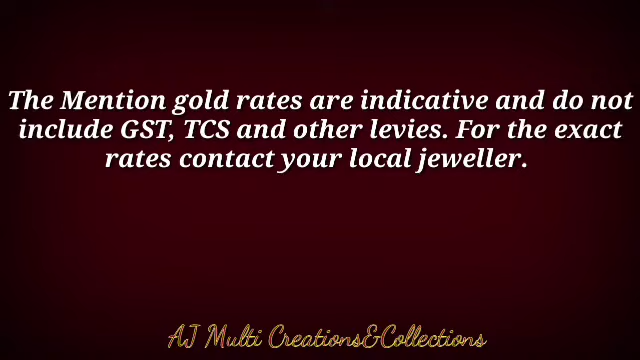 The Mention gold rates are indicative and do not
include GST, TCS and other levies. For the exact
rates contact your local jeweller.
AJ Multi Creations&Collections